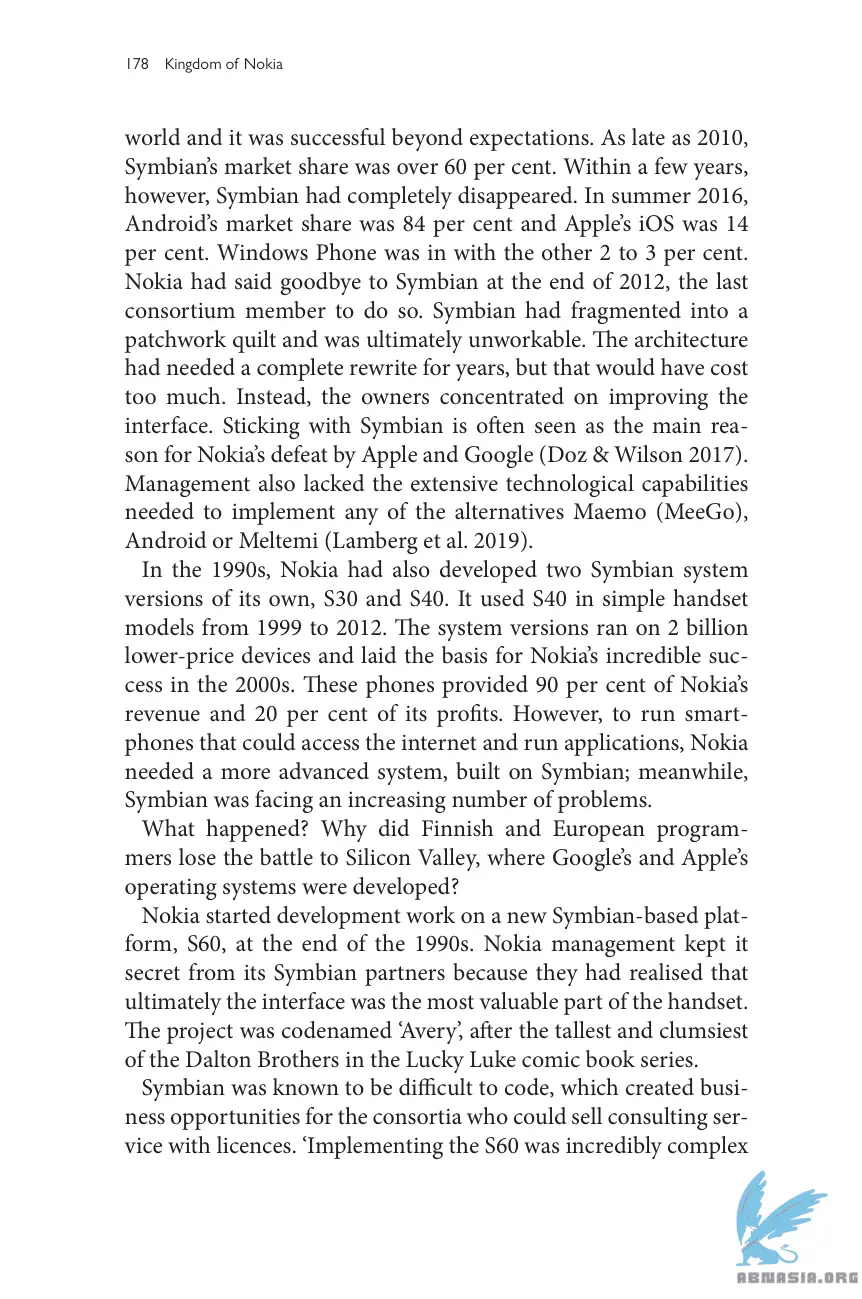 178 Kingdom of Nokia
world and it was successful beyond expectations. As late as 2010,
Symbian’s market share was over 60 per cent. Within a few years,
however, Symbian had completely disappeared. In summer 2016,
Android’s market share was 84 per cent and Apple’s iOS was 14
per cent. Windows Phone was in with the other 2 to 3 per cent.
Nokia had said goodbye to Symbian at the end of 2012, the last
consortium member to do so. Symbian had fragmented into a
patchwork quilt and was ultimately unworkable. The architecture
had needed a complete rewrite for years, but that would have cost
too much. Instead, the owners concentrated on improving the
interface. Sticking with Symbian is often seen as the main rea-
son for Nokia’s defeat by Apple and Google (Doz & Wilson 2017).
Management also lacked the extensive technological capabilities
needed to implement any of the alternatives Maemo (MeeGo),
Android or Meltemi (Lamberg et al. 2019).
In the 1990s, Nokia had also developed two Symbian system
versions of its own, S30 and S40. It used S40 in simple handset
models from 1999 to 2012. The system versions ran on 2 billion
lower-price devices and laid the basis for Nokia’s incredible suc-
cess in the 2000s. These phones provided 90 per cent of Nokia’s
revenue and 20 per cent of its profits. However, to run smart-
phones that could access the internet and run applications, Nokia
needed a more advanced system, built on Symbian; meanwhile,
Symbian was facing an increasing number of problems.
What happened? Why did Finnish and European program-
mers lose the battle to Silicon Valley, where Google’s and Apple’s
operating systems were developed?
Nokia started development work on a new Symbian-based plat-
form, S60, at the end of the 1990s. Nokia management kept it
secret from its Symbian partners because they had realised that
ultimately the interface was the most valuable part of the handset.
The project was codenamed ‘Avery’, after the tallest and clumsiest
of the Dalton Brothers in the Lucky Luke comic book series.
Symbian was known to be difficult to code, which created busi-
ness opportunities for the consortia who could sell consulting ser-
vice with licences. ‘Implementing the S60 was incredibly complex
ABNASIA.ORG